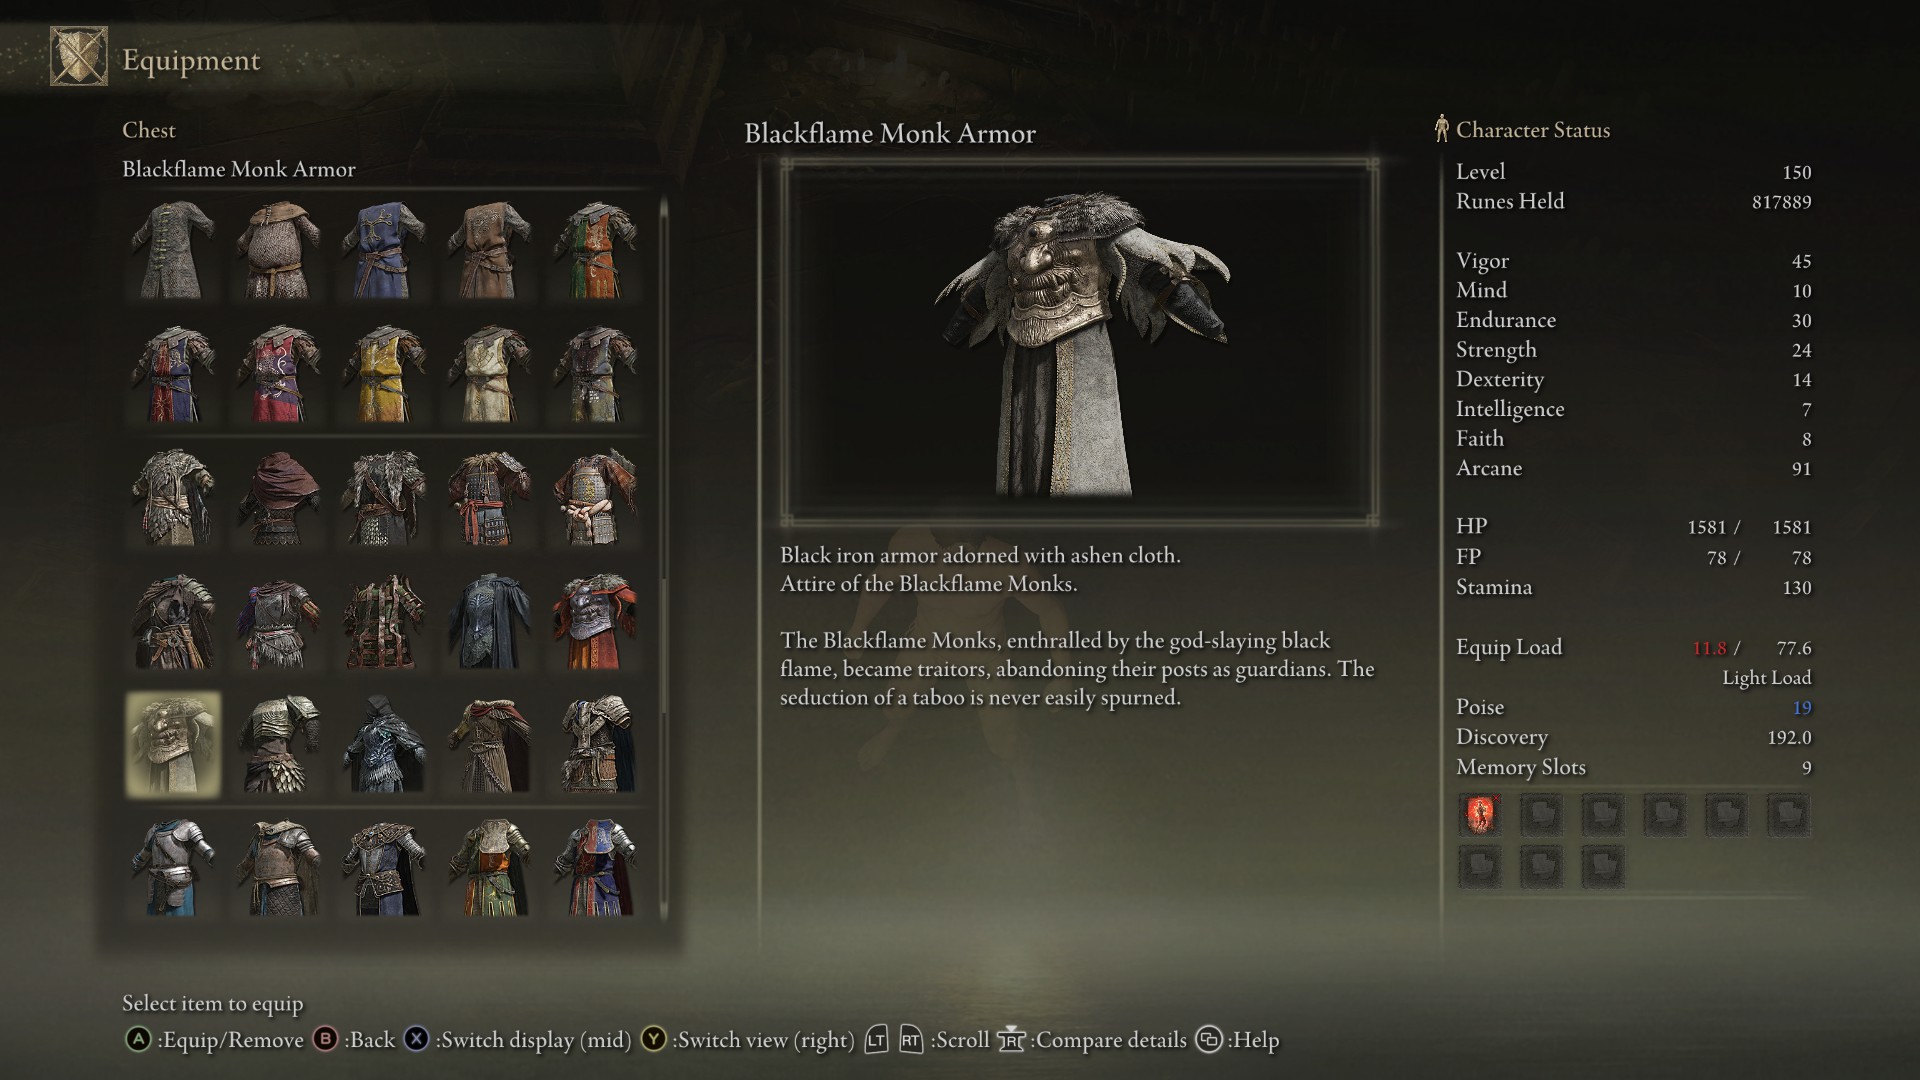 Equipment
Chest
Blackflame Monk Armor
Blackflame Monk Armor
Black iron armor adorned with ashen cloth.
Attire of the Blackflame Monks.
The Blackflame Monks, enthralled by the god-slaying black
flame, became traitors, abandoning their posts as guardians. The
seduction of a taboo is never easily spurned.
Character Status
Level 150
Runes Held 817889
Vigor 45
Mind 10
Endurance 30
Strength 24
Dexterity 14
Intelligence 7
Faith 8
Arcane 91
HP 1581 / 1581
FP 78 / 78
Stamina 130
Equip Load 11.8 / 77.6
Light Load
Poise 19
Discovery 192.0
Memory Slots 9
Select item to equip
A :Equip/Remove B :Back X :Switch display (mid) Y :Switch view (right) LT RT :Scroll R :Compare details :Help